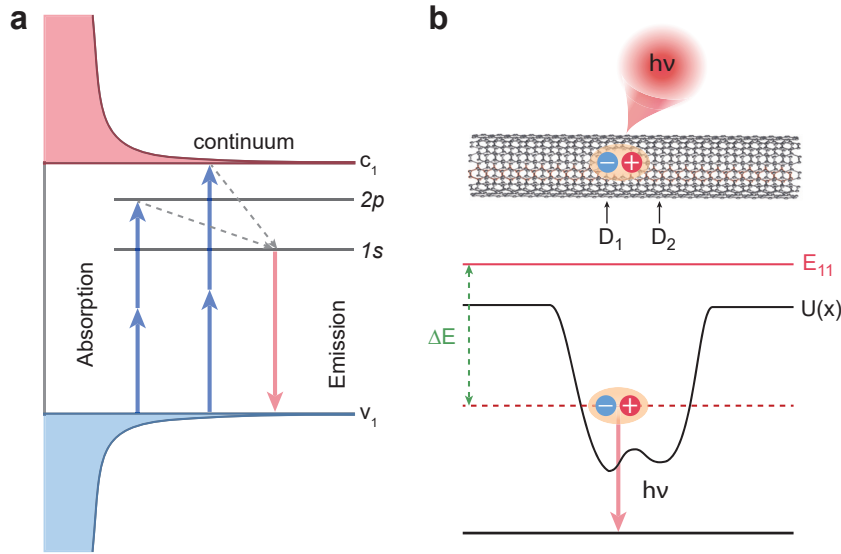 a
continuum
c₁
2p
1s
Absorption
Emission
v₁
b
hν
− +
D₁ D₂
E₁₁
U(x)
ΔE
− +
hν